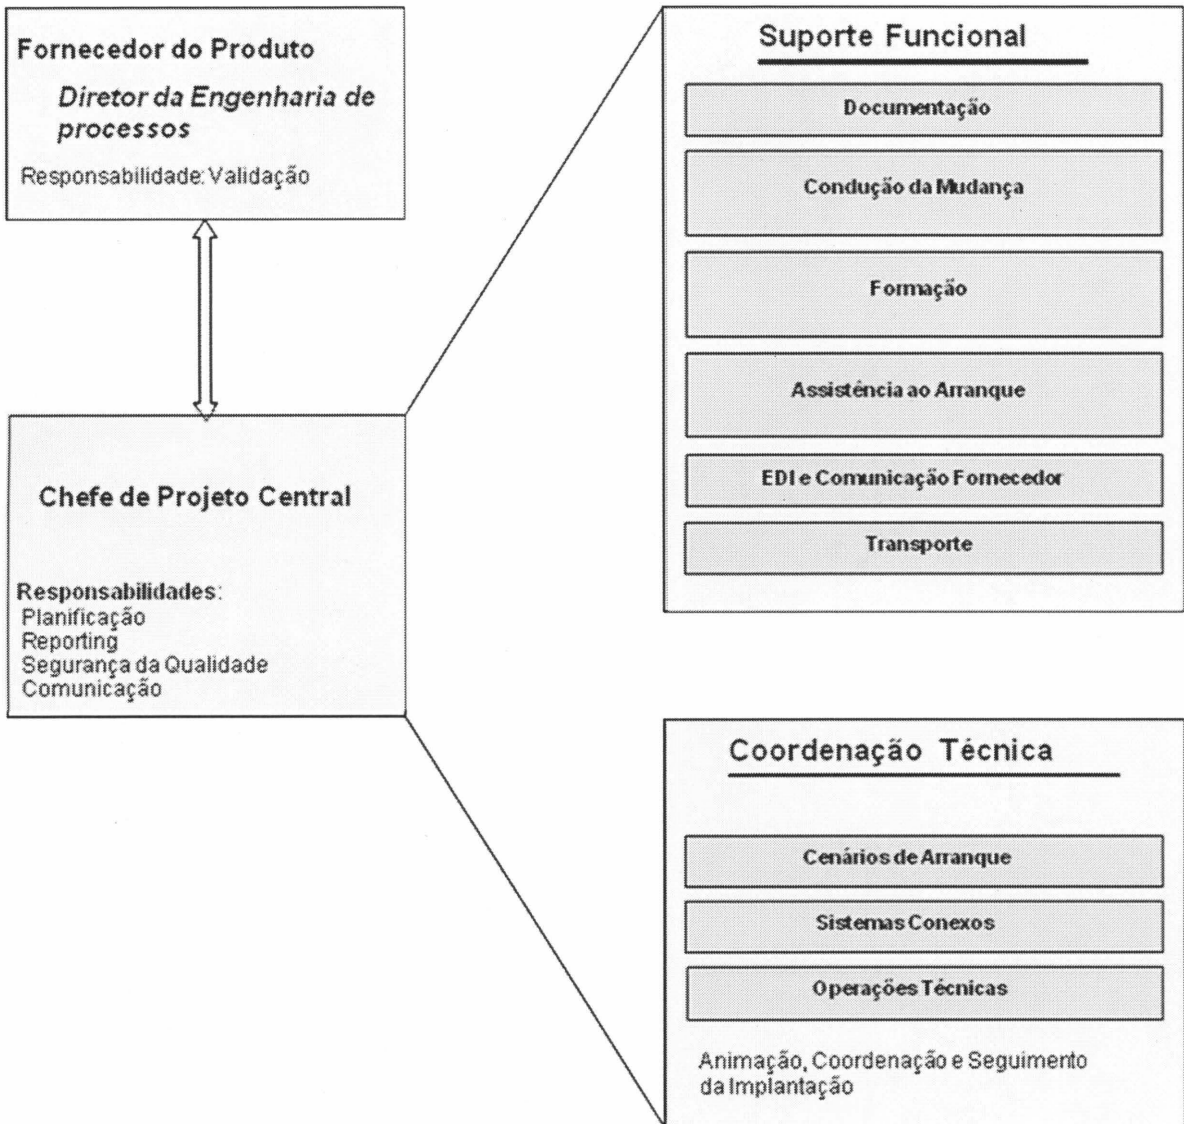 Fornecedor do Produto
Diretor da Engenharia de
processos
Responsabilidade: Validação
Chefe de Projeto Central
Responsabilidades:
Planificação
Reporting
Segurança da Qualidade
Comunicação
Suporte Funcional
Documentação
Condução da Mudança
Formação
Assistência ao Arranque
EDI e Comunicação Fornecedor
Transporte
Coordenação Técnica
Cenários de Arranque
Sistemas Conexos
Operações Técnicas
Animação, Coordenação e Seguimento
da Implantação